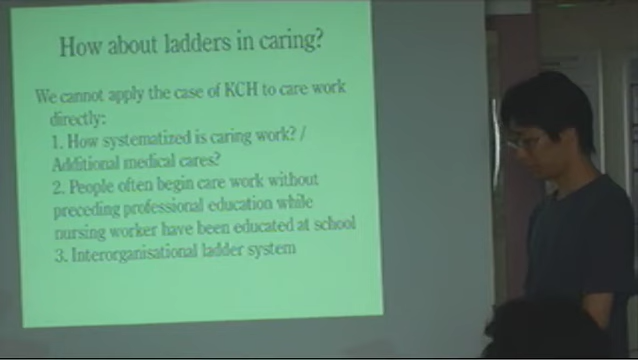 How about ladders in caring?
We cannot apply the case of KCH to care work
directly:
1. How systematized is caring work? /
Additional medical cares?
2. People often begin care work without
preceding professional education while
nursing worker have been educated at school
3. Interorganisational ladder system